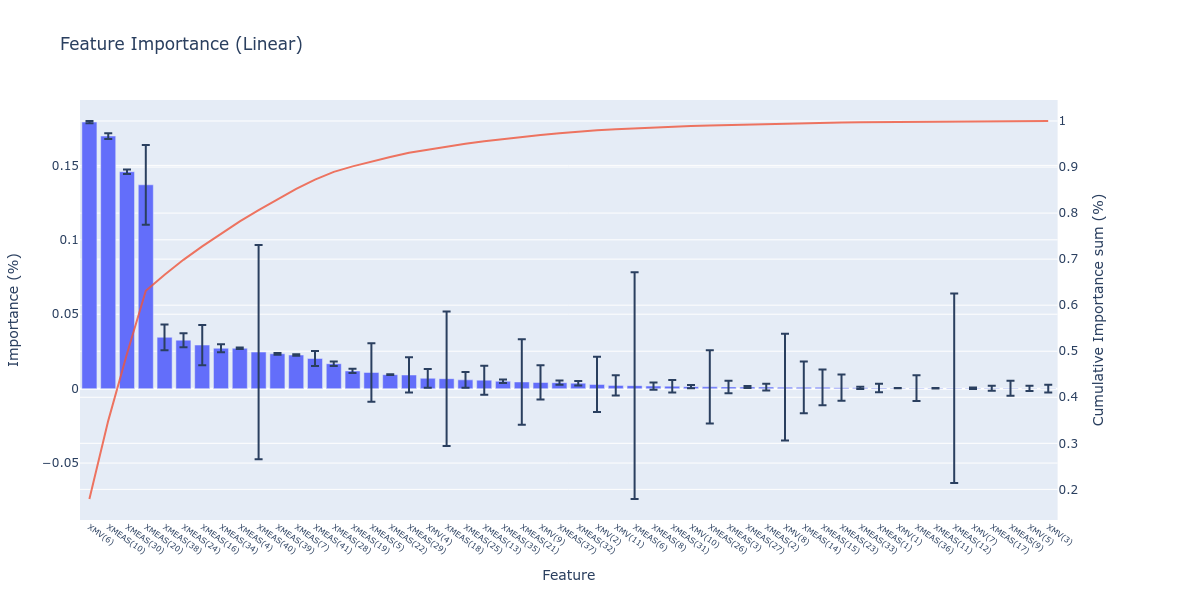 Feature Importance (Linear)
0.15
0.1
0.05
0
−0.05
Importance (%)
1
0.9
0.8
0.7
0.6
0.5
0.4
0.3
0.2
Cumulative Importance sum (%)
XMV(6)
XMEAS(10)
XMEAS(30)
XMEAS(20)
XMEAS(38)
XMEAS(24)
XMEAS(16)
XMEAS(34)
XMEAS(4)
XMEAS(40)
XMEAS(39)
XMEAS(7)
XMEAS(41)
XMEAS(28)
XMEAS(19)
XMEAS(5)
XMEAS(22)
XMEAS(29)
XMV(4)
XMEAS(18)
XMEAS(25)
XMEAS(13)
XMEAS(35)
XMEAS(21)
XMV(9)
XMEAS(37)
XMEAS(32)
XMV(2)
XMV(11)
XMEAS(6)
XMEAS(8)
XMEAS(31)
XMV(10)
XMEAS(26)
XMEAS(3)
XMEAS(27)
XMEAS(2)
XMV(8)
XMEAS(14)
XMEAS(15)
XMEAS(23)
XMEAS(33)
XMEAS(1)
XMV(1)
XMEAS(36)
XMEAS(11)
XMEAS(12)
XMV(7)
XMEAS(17)
XMEAS(9)
XMV(5)
XMV(3)
Feature